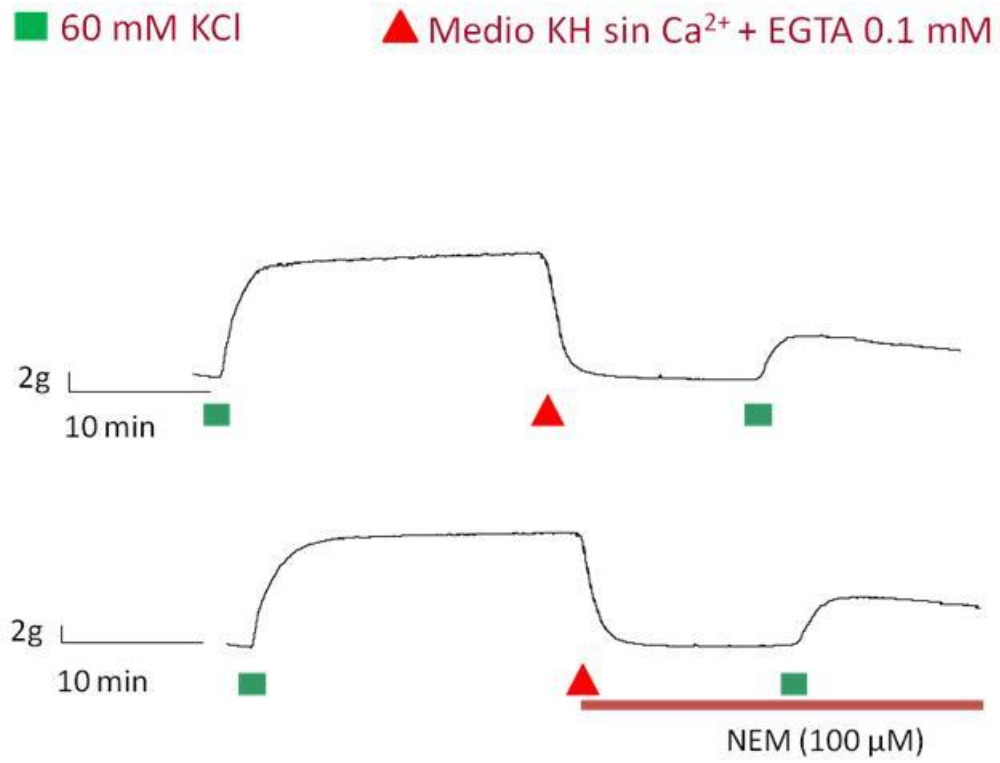 60 mM KCl
Medio KH sin Ca²⁺ + EGTA 0.1 mM
2g
10 min
2g
10 min
NEM (100 µM)